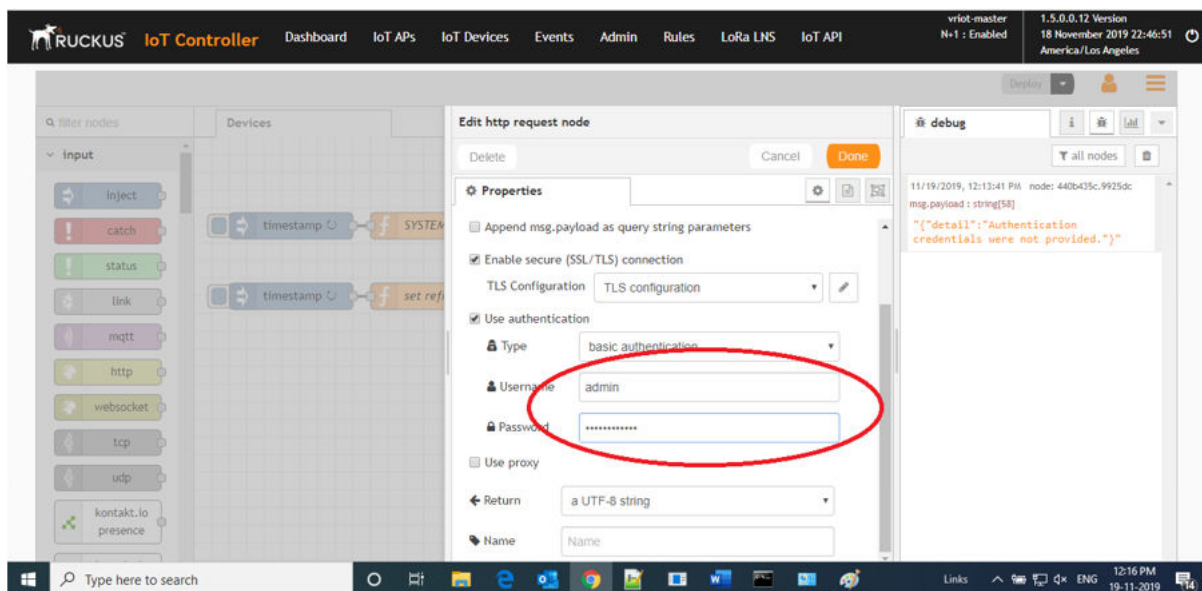 vriot-master
N+1 : Enabled
1.5.0.0.12 Version
18 November 2019 22:46:51
America/Los Angeles
RUCKUS IoT Controller Dashboard IoT APs IoT Devices Events Admin Rules LoRa LNS IoT API
Deploy
filter nodes
Devices
Edit http request node
debug
i
input
Delete
Cancel
Done
all nodes
inject
Properties
11/19/2019, 12:13:41 PM node: 440b435c.9925dc
msg.payload : string[58]
"{"detail":"Authentication
credentials were not provided."}"
timestamp
SYSTEM
Append msg.payload as query string parameters
catch
Enable secure (SSL/TLS) connection
status
TLS Configuration TLS configuration
link
timestamp
set refr
Use authentication
mqtt
Type basic authentication
http
Username admin
websocket
Password ••••••••••••
tcp
Use proxy
udp
Return a UTF-8 string
kontakt.io
presence
Name Name
Type here to search
Links ENG
12:16 PM
19-11-2019
14